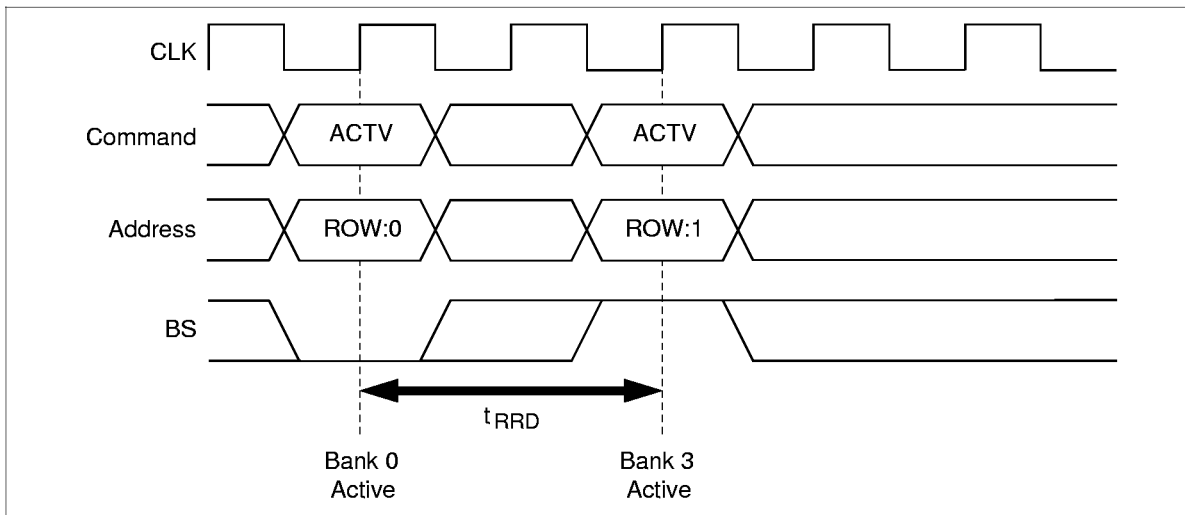 CLK
Command
ACTV
ACTV
Address
ROW:0
ROW:1
BS
tRRD
Bank 0
Active
Bank 3
Active